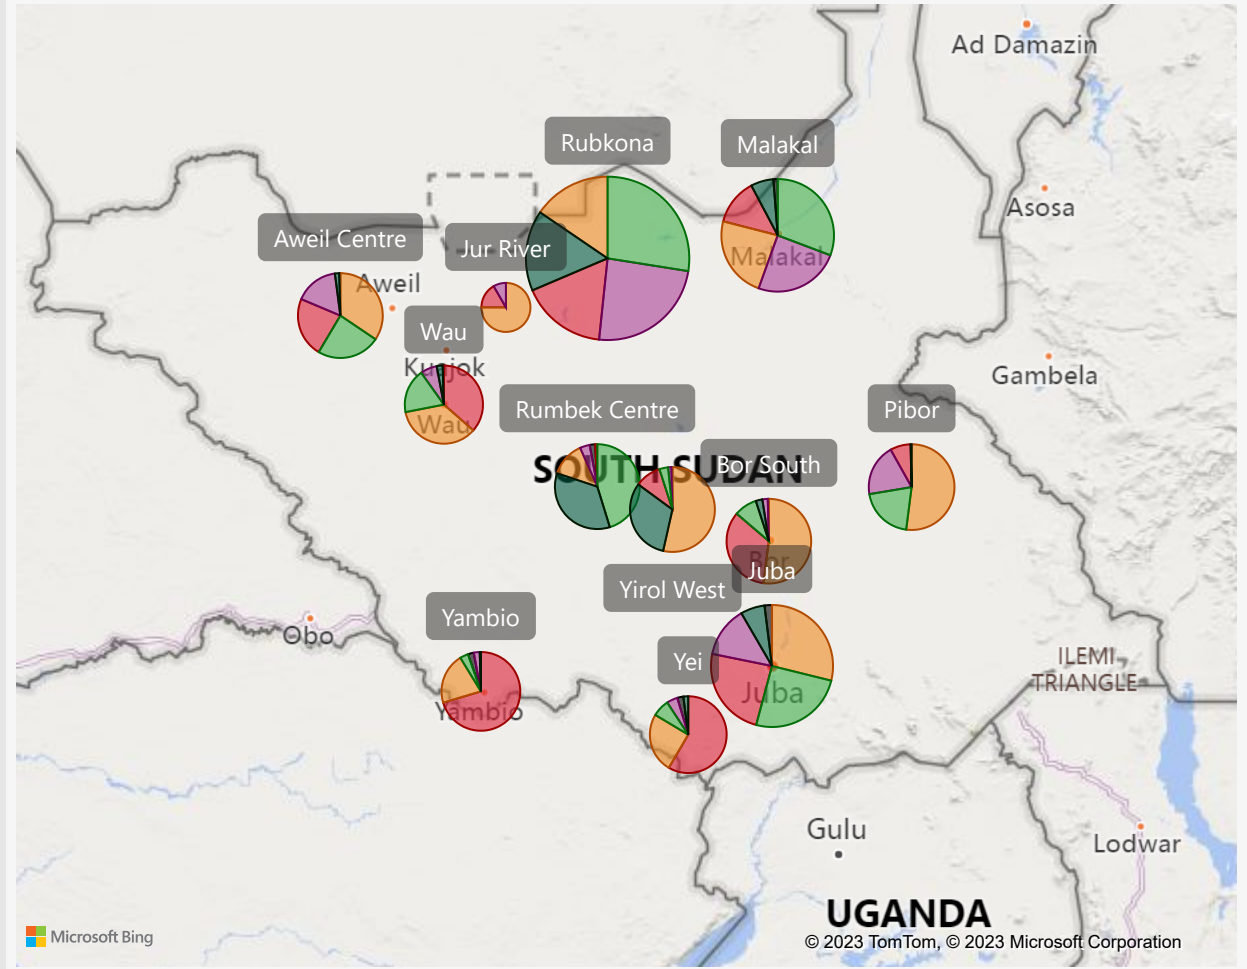 Ad Damazin
Rubkona
Malakal
Asosa
Aweil Centre
Jur River
Malakal
Aweil
Wau
Kuajok
Gambela
Wau
Rumbek Centre
Pibor
SOUTH SUDAN
Bor South
Bor
Juba
Yirol West
Yambio
Obo
Yei
ILEMI
TRIANGLE
Juba
Yambio
Gulu
Lodwar
UGANDA
Microsoft Bing
© 2023 TomTom, © 2023 Microsoft Corporation